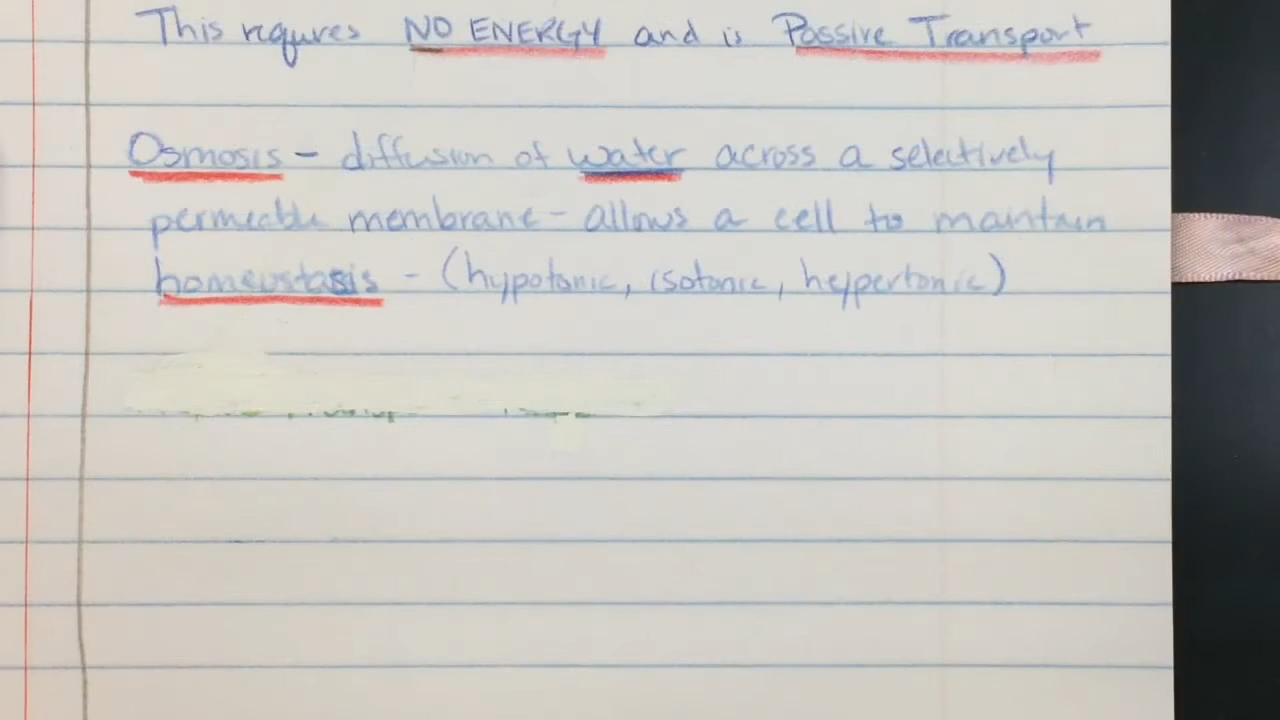 This requres NO ENERGY and is Passive Transport
Osmosis - diffusion of water across a selectively
permeable membrane - allows a cell to maintain
homeostasis - (hypotonic, isotonic, hypertonic)